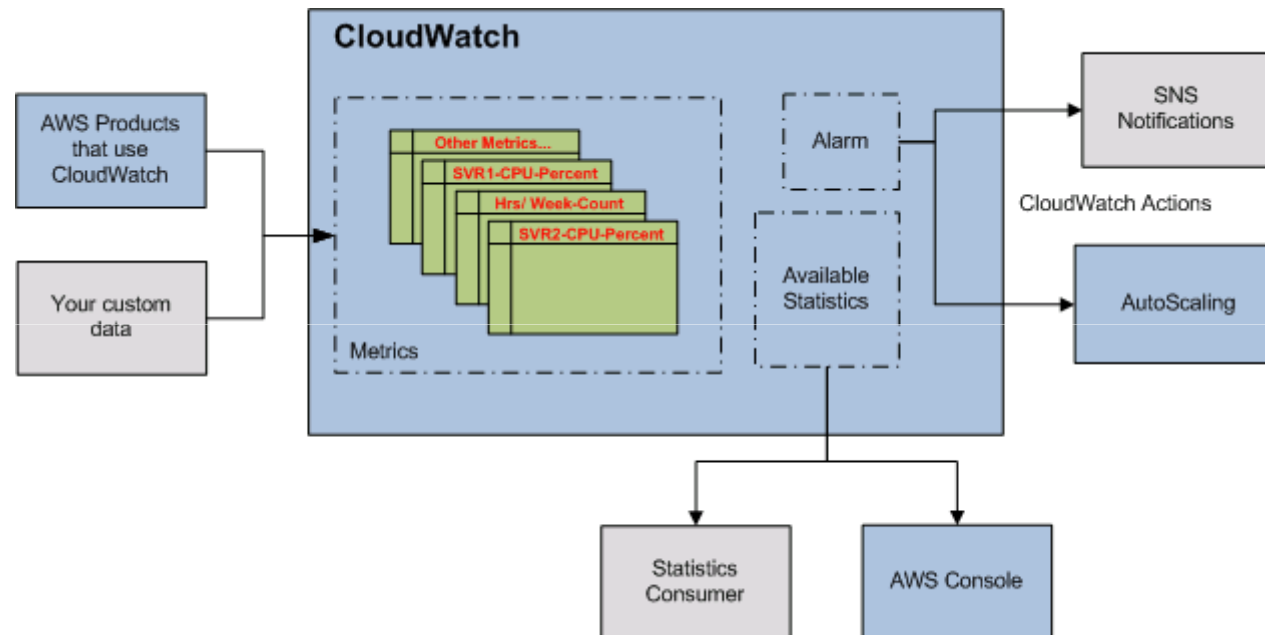 CloudWatch
AWS Products
that use
CloudWatch
Your custom
data
Other Metrics...
SVR1-CPU-Percent
Hrs/ Week-Count
SVR2-CPU-Percent
Metrics
Alarm
Available
Statistics
SNS
Notifications
CloudWatch Actions
AutoScaling
Statistics
Consumer
AWS Console